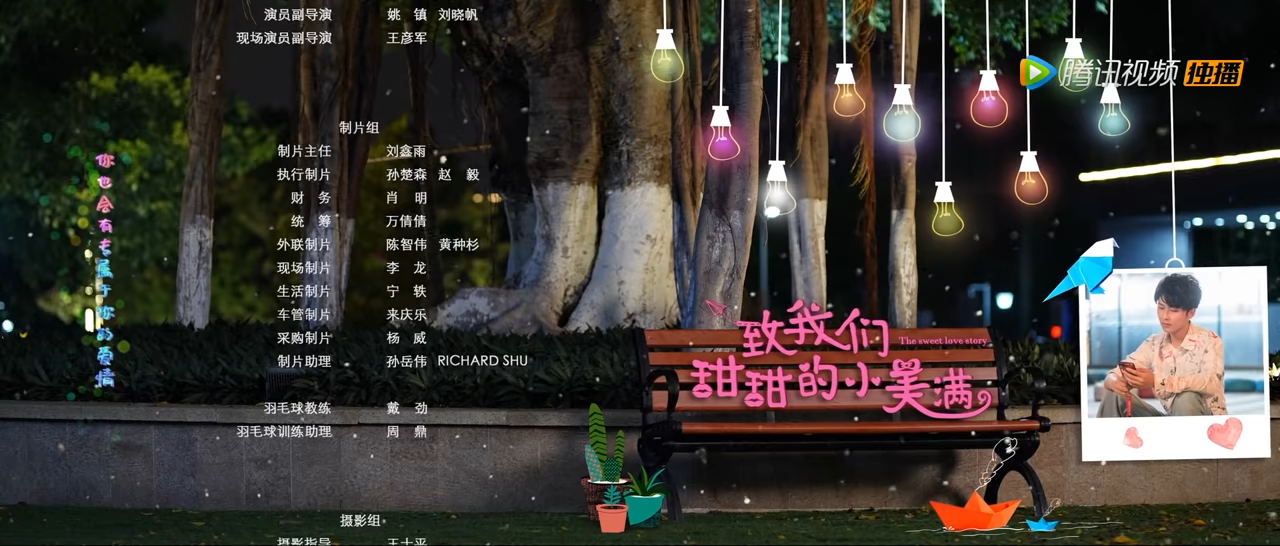 演员副导演 姚 镇 刘晓帆
现场演员副导演 王彦军
制片组
制片主任 刘鑫雨
执行制片 孙楚森 赵 毅
财 务 肖 明
统 筹 万倩倩
外联制片 陈智伟 黄种杉
现场制片 李 龙
生活制片 宁 轶
车管制片 来庆乐
采购制片 杨 威
制片助理 孙岳伟 RICHARD SHU
羽毛球教练 戴 劲
羽毛球训练助理 周 鼎
摄影组
摄影指导 王士平
你也会有专属于你的爱情
腾讯视频 独播
致我们
The sweet love story
甜甜的小美满